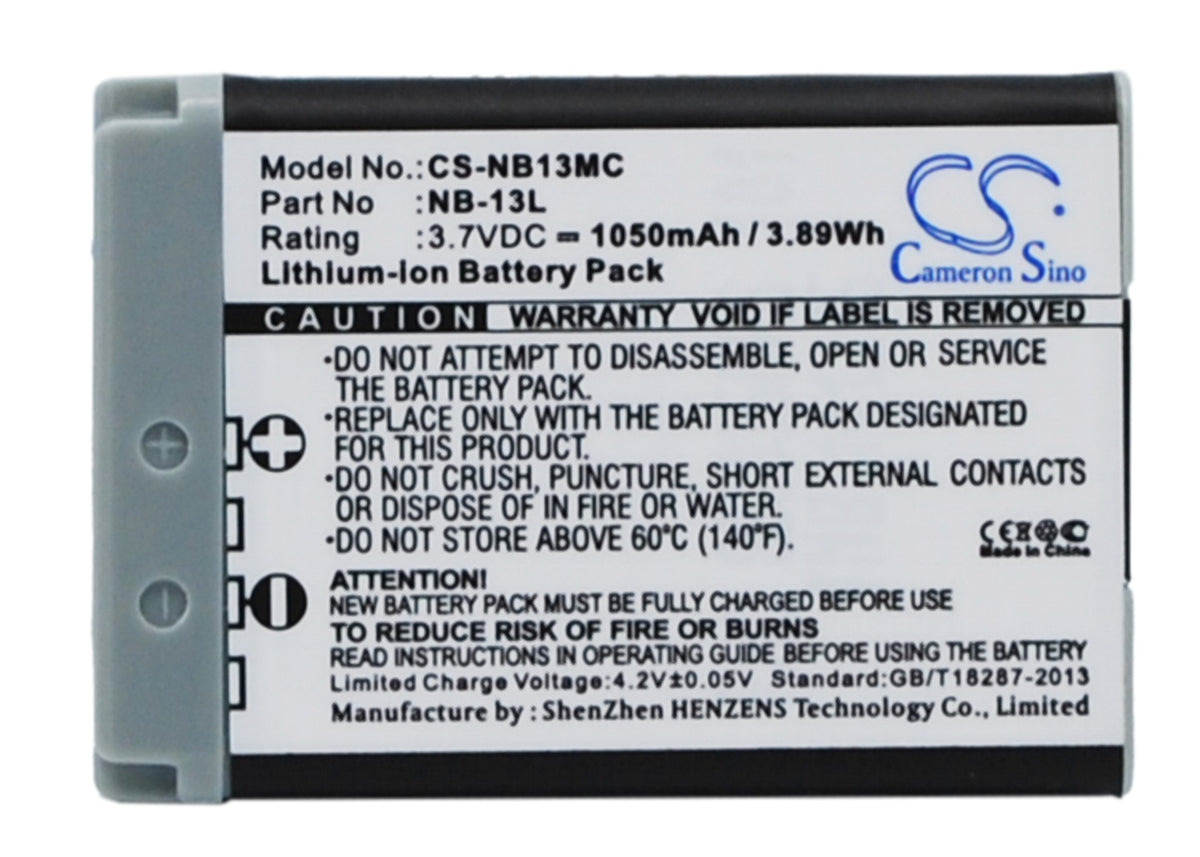 Model No.:CS-NB13MC
Part No :NB-13L
Rating :3.7VDC ⎓ 1050mAh / 3.89Wh
Lithium-Ion Battery Pack
CS
Cameron Sino
CAUTION WARRANTY VOID IF LABEL IS REMOVED
·DO NOT ATTEMPT TO DISASSEMBLE, OPEN OR SERVICE
THE BATTERY PACK.
·REPLACE ONLY WITH THE BATTERY PACK DESIGNATED
FOR THIS PRODUCT.
·DO NOT CRUSH, PUNCTURE, SHORT EXTERNAL CONTACTS
OR DISPOSE OF IN FIRE OR WATER.
·DO NOT STORE ABOVE 60°C (140°F).
CE
Made in China
ATTENTION!
NEW BATTERY PACK MUST BE FULLY CHARGED BEFORE USE
TO REDUCE RISK OF FIRE OR BURNS
READ INSTRUCTIONS IN OPERATING GUIDE BEFORE USING THE BATTERY
Limited Charge Voltage:4.2V±0.05V Standard:GB/T18287-2013
Manufacture by : ShenZhen HENZENS Technology Co., Limited